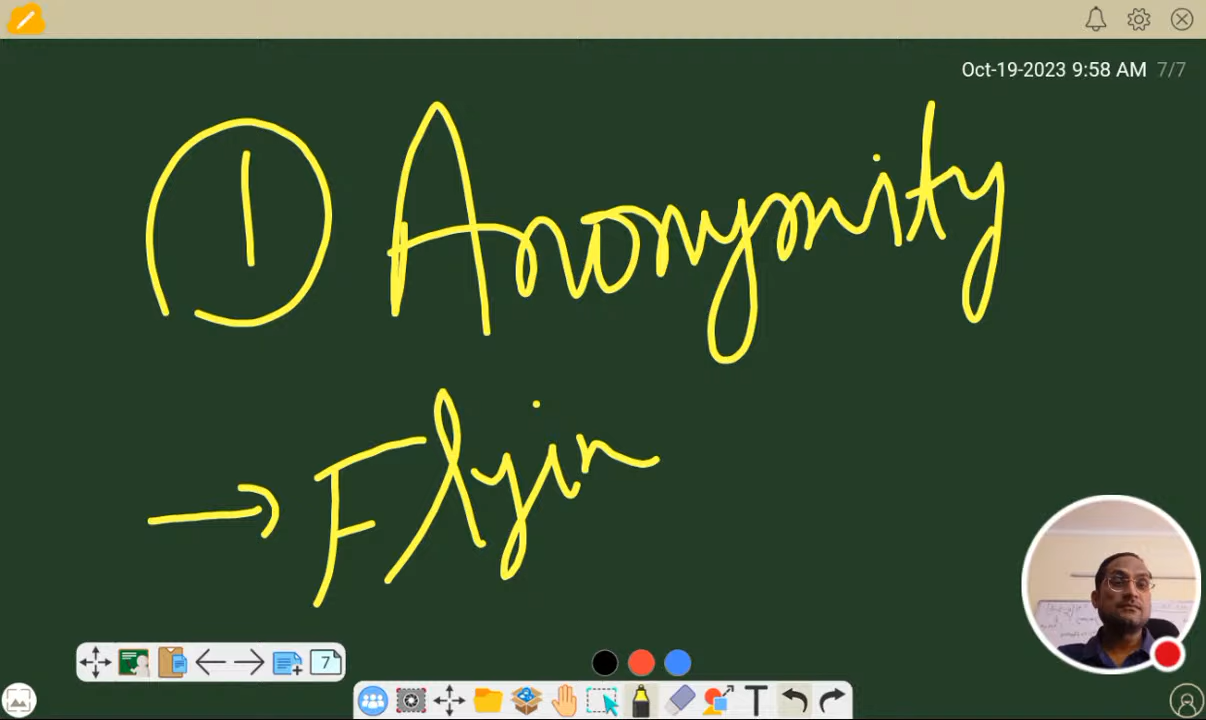 Oct-19-2023 9:58 AM 7/7
① Anonymity
→ Flyin
7
T